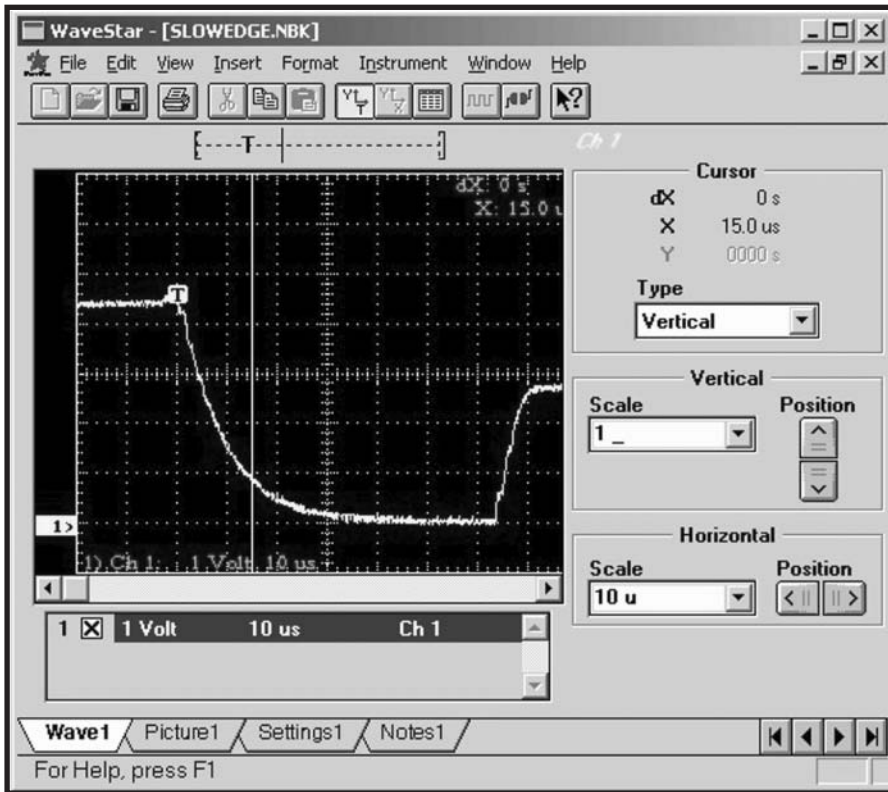 WaveStar - [SLOWEDGE.NBK]
File Edit View Insert Format Instrument Window Help
T
Ch 1
dX: 0 s
X: 15.0 u
T
1>
1) Ch 1: 1 Volt 10 us
Cursor
dX 0 s
X 15.0 us
Y 0000 s
Type
Vertical
Vertical
Scale Position
1 _
Horizontal
Scale Position
10 u
1 1 Volt 10 us Ch 1
Wave1 Picture1 Settings1 Notes1
For Help, press F1